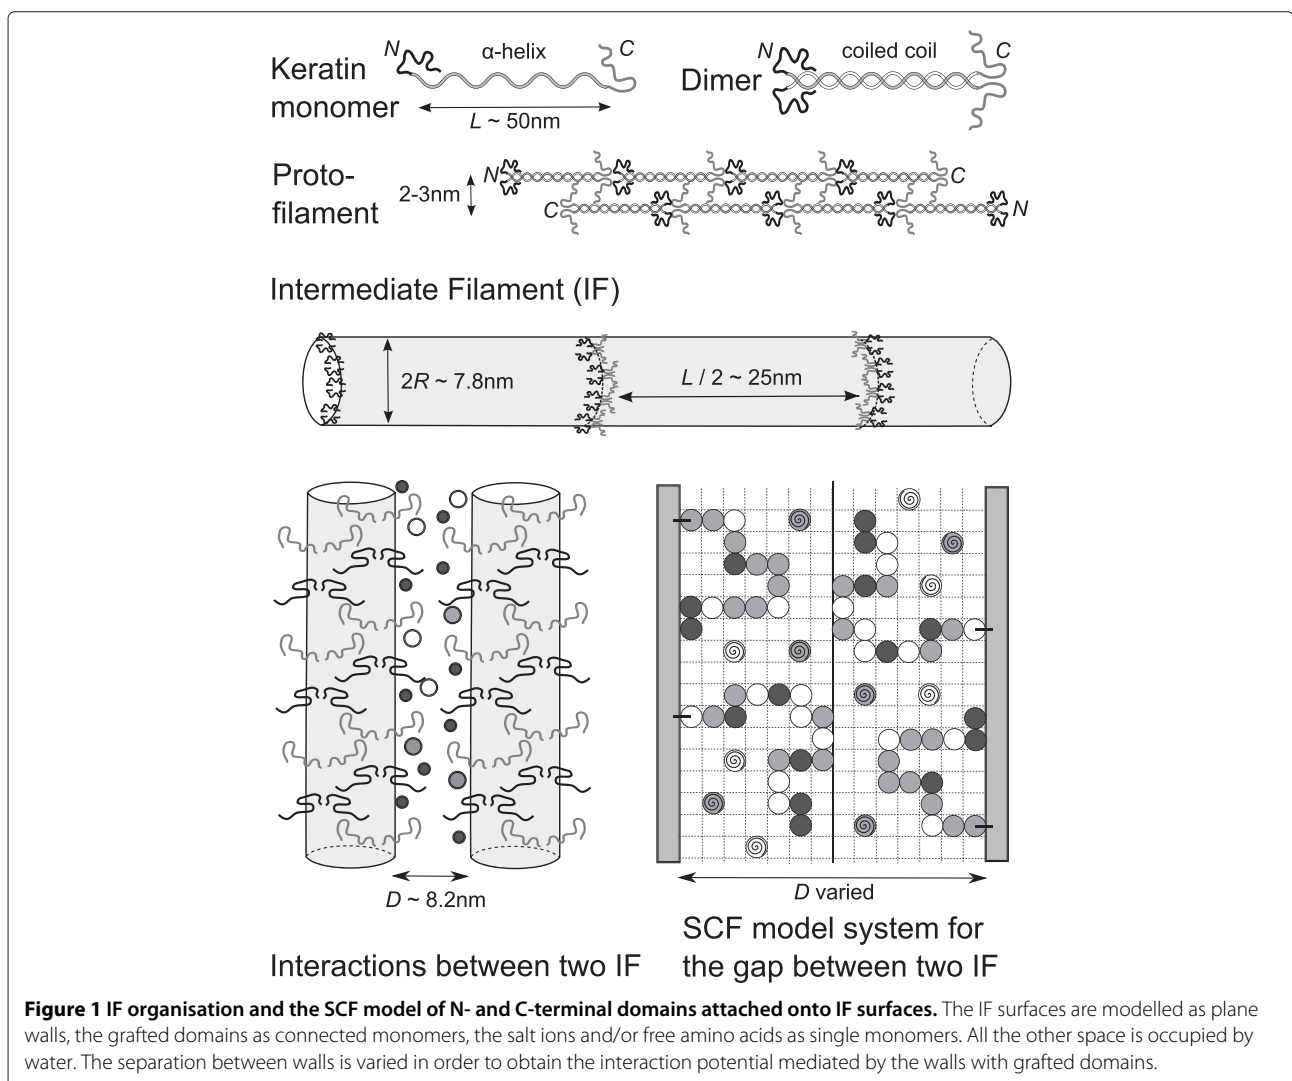 Keratin
monomer
N
α-helix
C
L ~ 50nm
Dimer
N
coiled coil
C
Proto-
filament
2-3nm
N
C
C
N
Intermediate Filament (IF)
2R ~ 7.8nm
L / 2 ~ 25nm
D ~ 8.2nm
Interactions between two IF
D varied
SCF model system for
the gap between two IF
Figure 1 IF organisation and the SCF model of N- and C-terminal domains attached onto IF surfaces. The IF surfaces are modelled as plane
walls, the grafted domains as connected monomers, the salt ions and/or free amino acids as single monomers. All the other space is occupied by
water. The separation between walls is varied in order to obtain the interaction potential mediated by the walls with grafted domains.